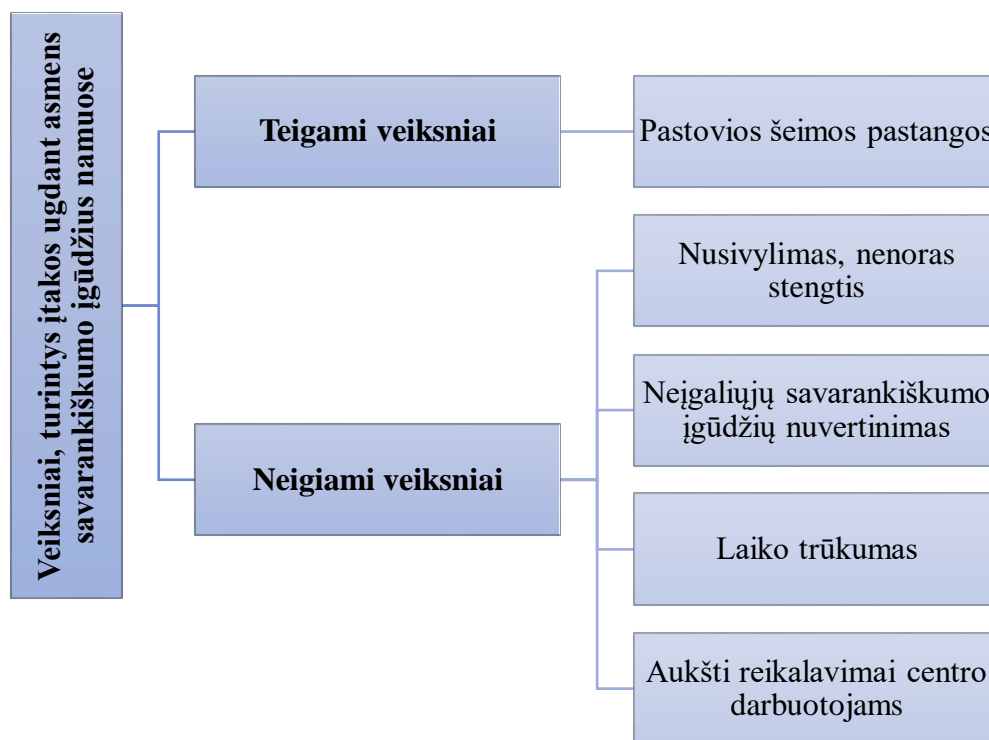 Veiksniai, turintys įtakos ugdant asmens
savarankiškumo įgūdžius namuose
Teigami veiksniai
Pastovios šeimos pastangos
Neigiami veiksniai
Nusivylimas, nenoras
stengtis
Neįgaliųjų savarankiškumo
įgūdžių nuvertinimas
Laiko trūkumas
Aukšti reikalavimai centro
darbuotojams